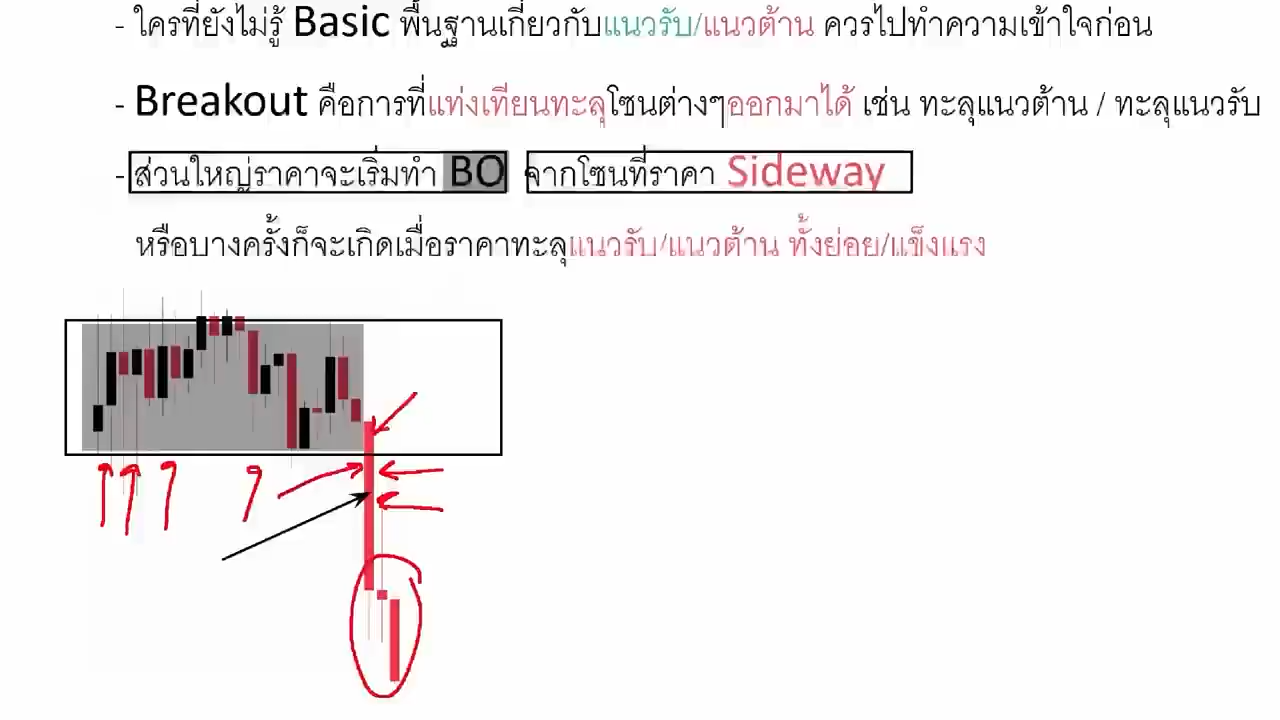 - ใครที่ยังไม่รู้ Basic พื้นฐานเกี่ยวกับแนวรับ/แนวต้าน ควรไปทำความเข้าใจก่อน
- Breakout คือการที่แท่งเทียนทะลุโซนต่างๆออกมาได้ เช่น ทะลุแนวต้าน / ทะลุแนวรับ
- ส่วนใหญ่ราคาจะเริ่มทำ BO จากโซนที่ราคา Sideway
หรือบางครั้งก็จะเกิดเมื่อราคาทะลุแนวรับ/แนวต้าน ทั้งย่อย/แข็งแรง